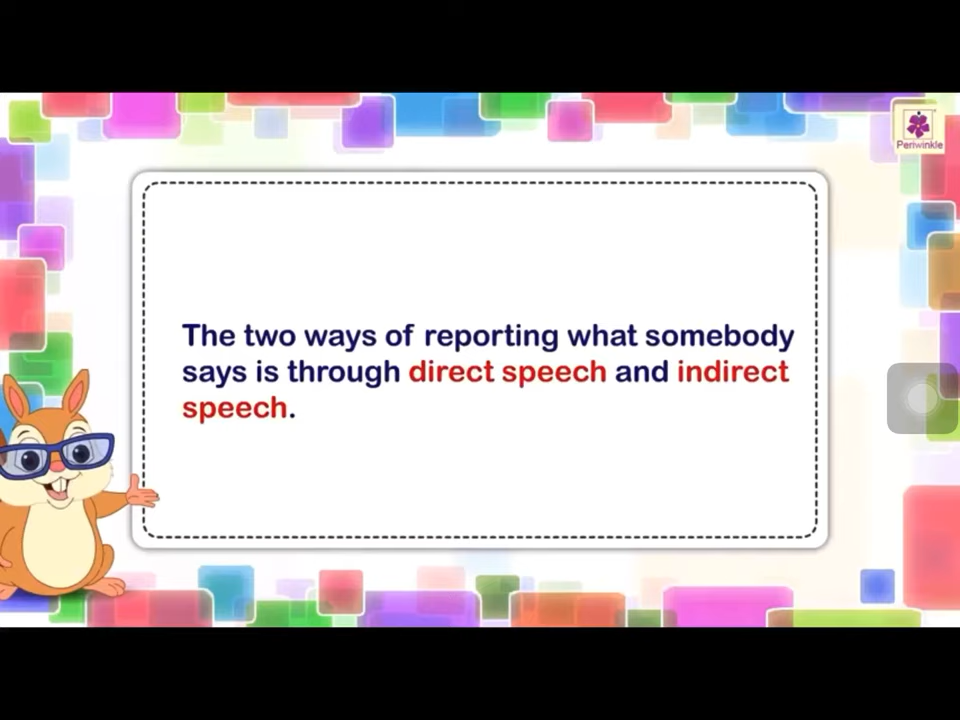 Periwinkle
The two ways of reporting what somebody
says is through direct speech and indirect
speech.